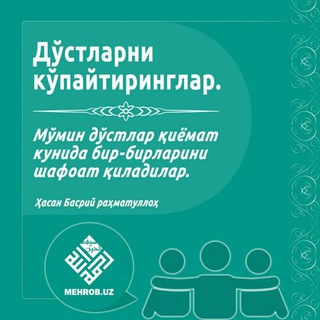 Дўстларни
кўпайтиринглар.
Мўмин дўстлар қиёмат
кунида бир-бирларини
шафоат қиладилар.
Ҳасан Басрий раҳматуллоҳ
MEHROB.UZ